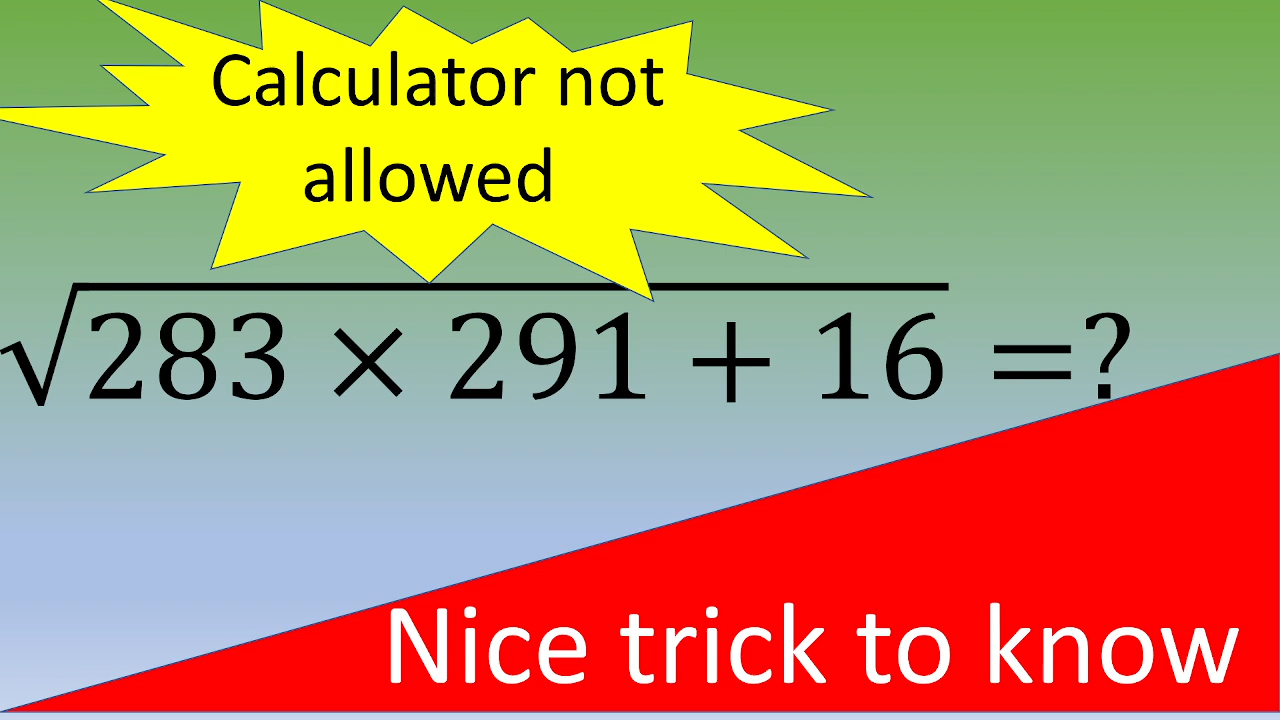 Calculator not
allowed
√283 × 291 + 16 =?
Nice trick to know